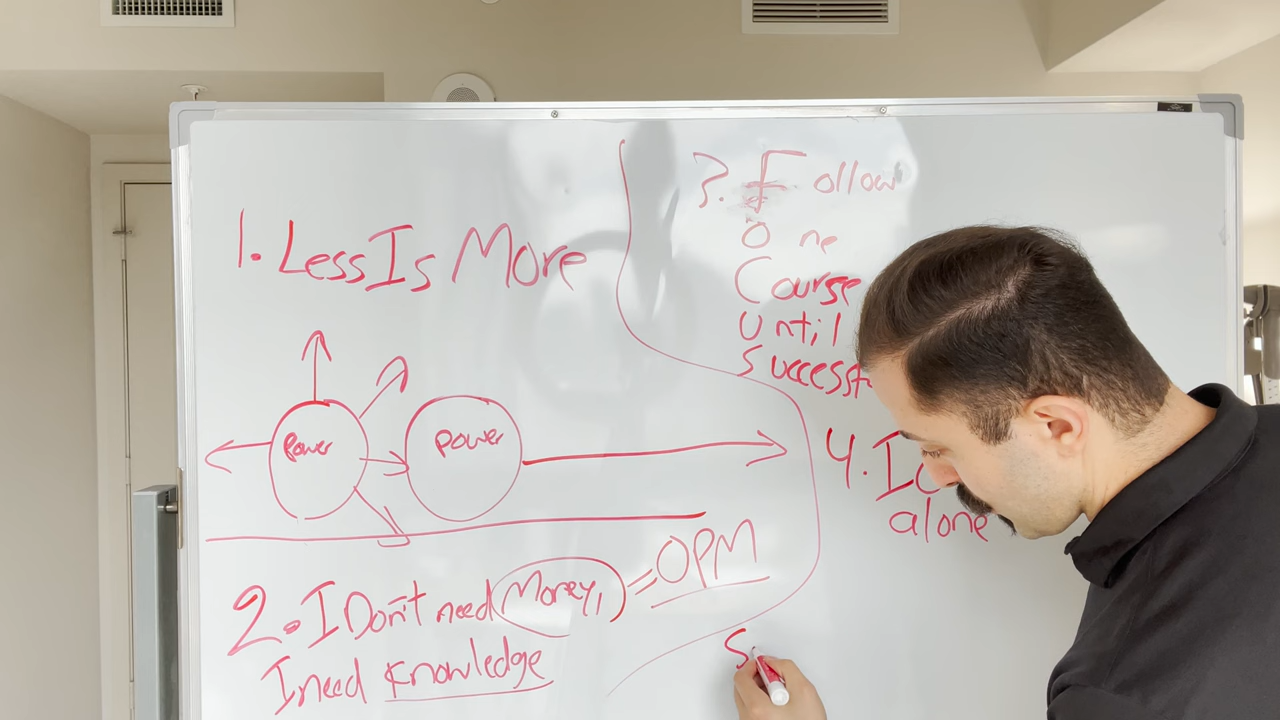 1. Less Is More
Power
Power
2. I Don't need Money, = OPM
I need Knowledge
3. Follow
One
Course
Until
Success
4. I
alone
S